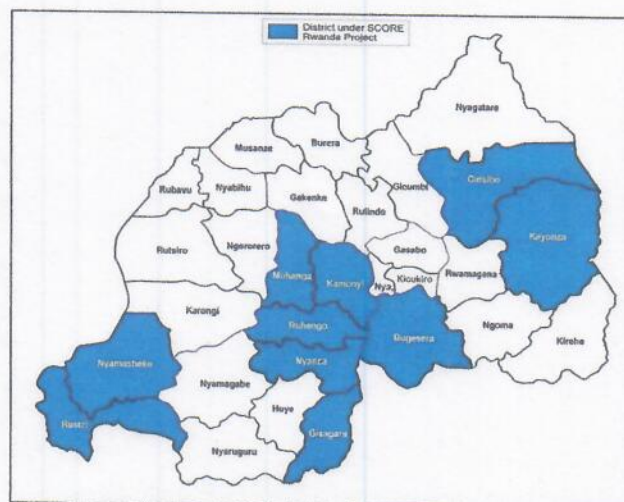 District under SCORE
Rwanda Project
Nyagatare
Burera
Musanze
Gicumbi
Gatsibo
Rubavu
Nyabihu
Gakenke
Rulindo
Kayonza
Rutsiro
Ngororero
Gasabo
Muhanga
Kamonyi
Nya.
Kicukiro
Rwamagana
Karongi
Ruhango
Bugesera
Ngoma
Kirehe
Nyamasheke
Nyanza
Nyamagabe
Huye
Gisagara
Rusizi
Nyaruguru